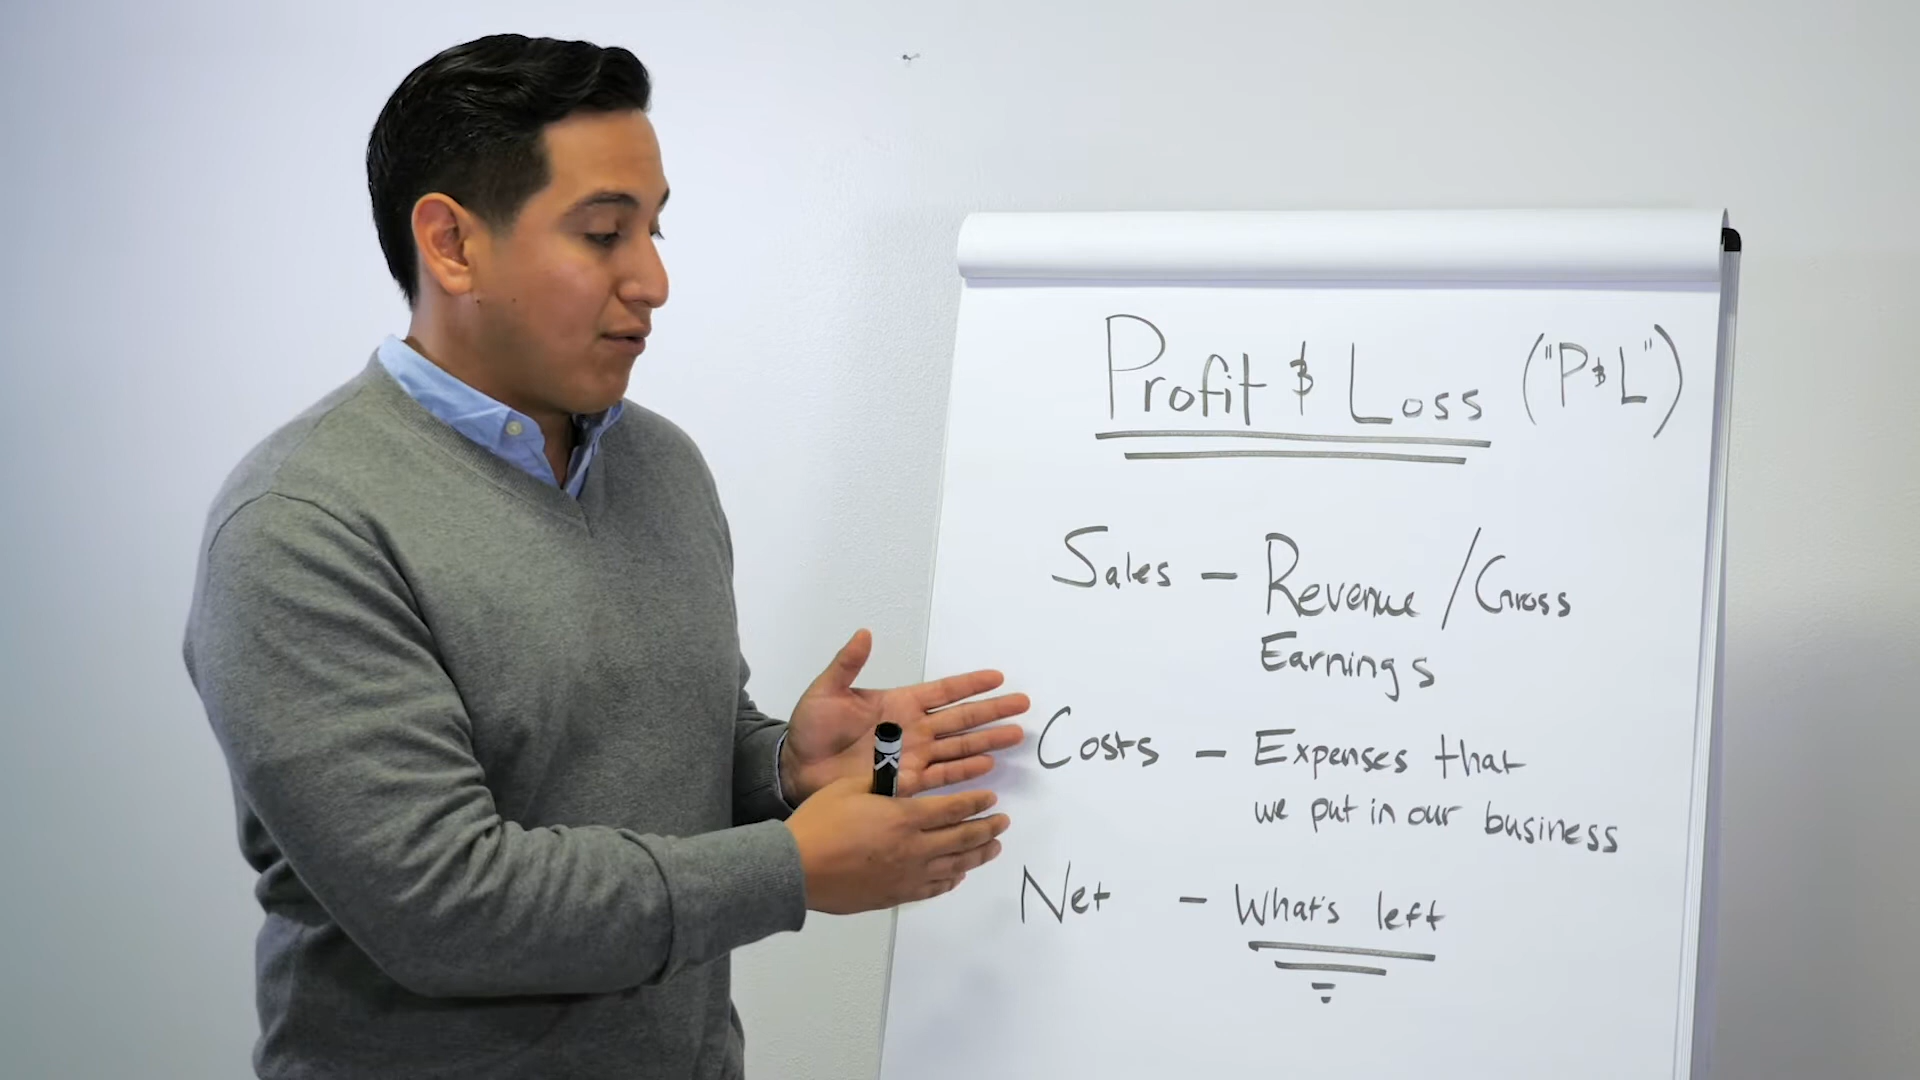 Profit & Loss ("P&L")
Sales – Revenue/Gross
Earnings
Costs – Expenses that
we put in our business
Net – What's left